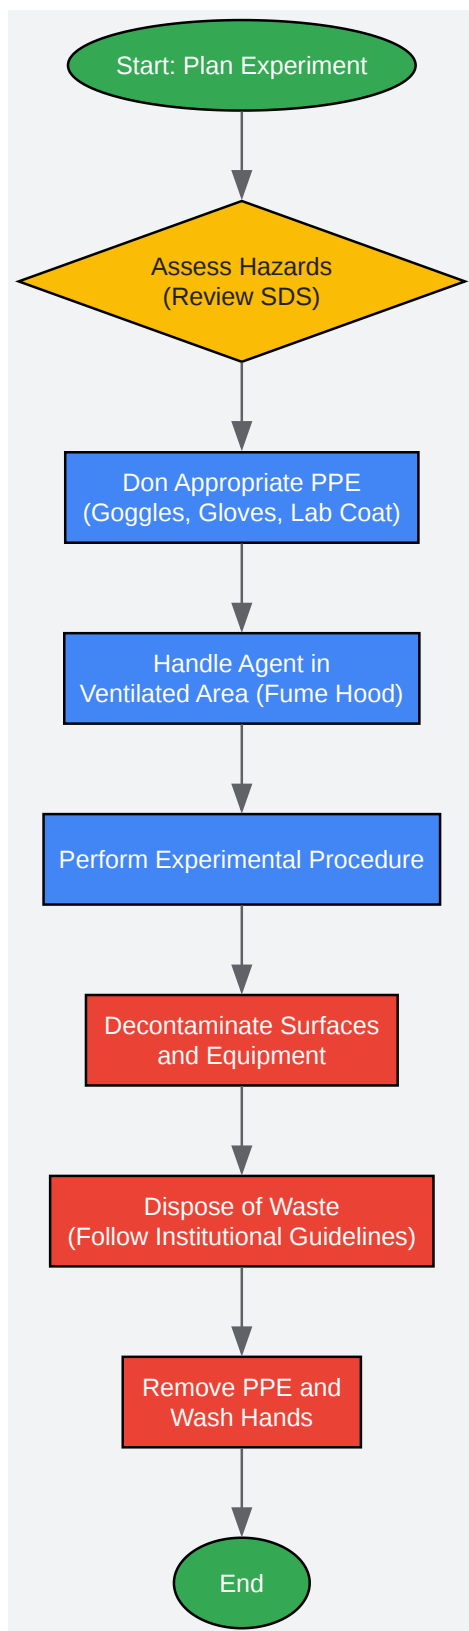 Start: Plan Experiment
Assess Hazards
(Review SDS)
Don Appropriate PPE
(Goggles, Gloves, Lab Coat)
Handle Agent in
Ventilated Area (Fume Hood)
Perform Experimental Procedure
Decontaminate Surfaces
and Equipment
Dispose of Waste
(Follow Institutional Guidelines)
Remove PPE and
Wash Hands
End